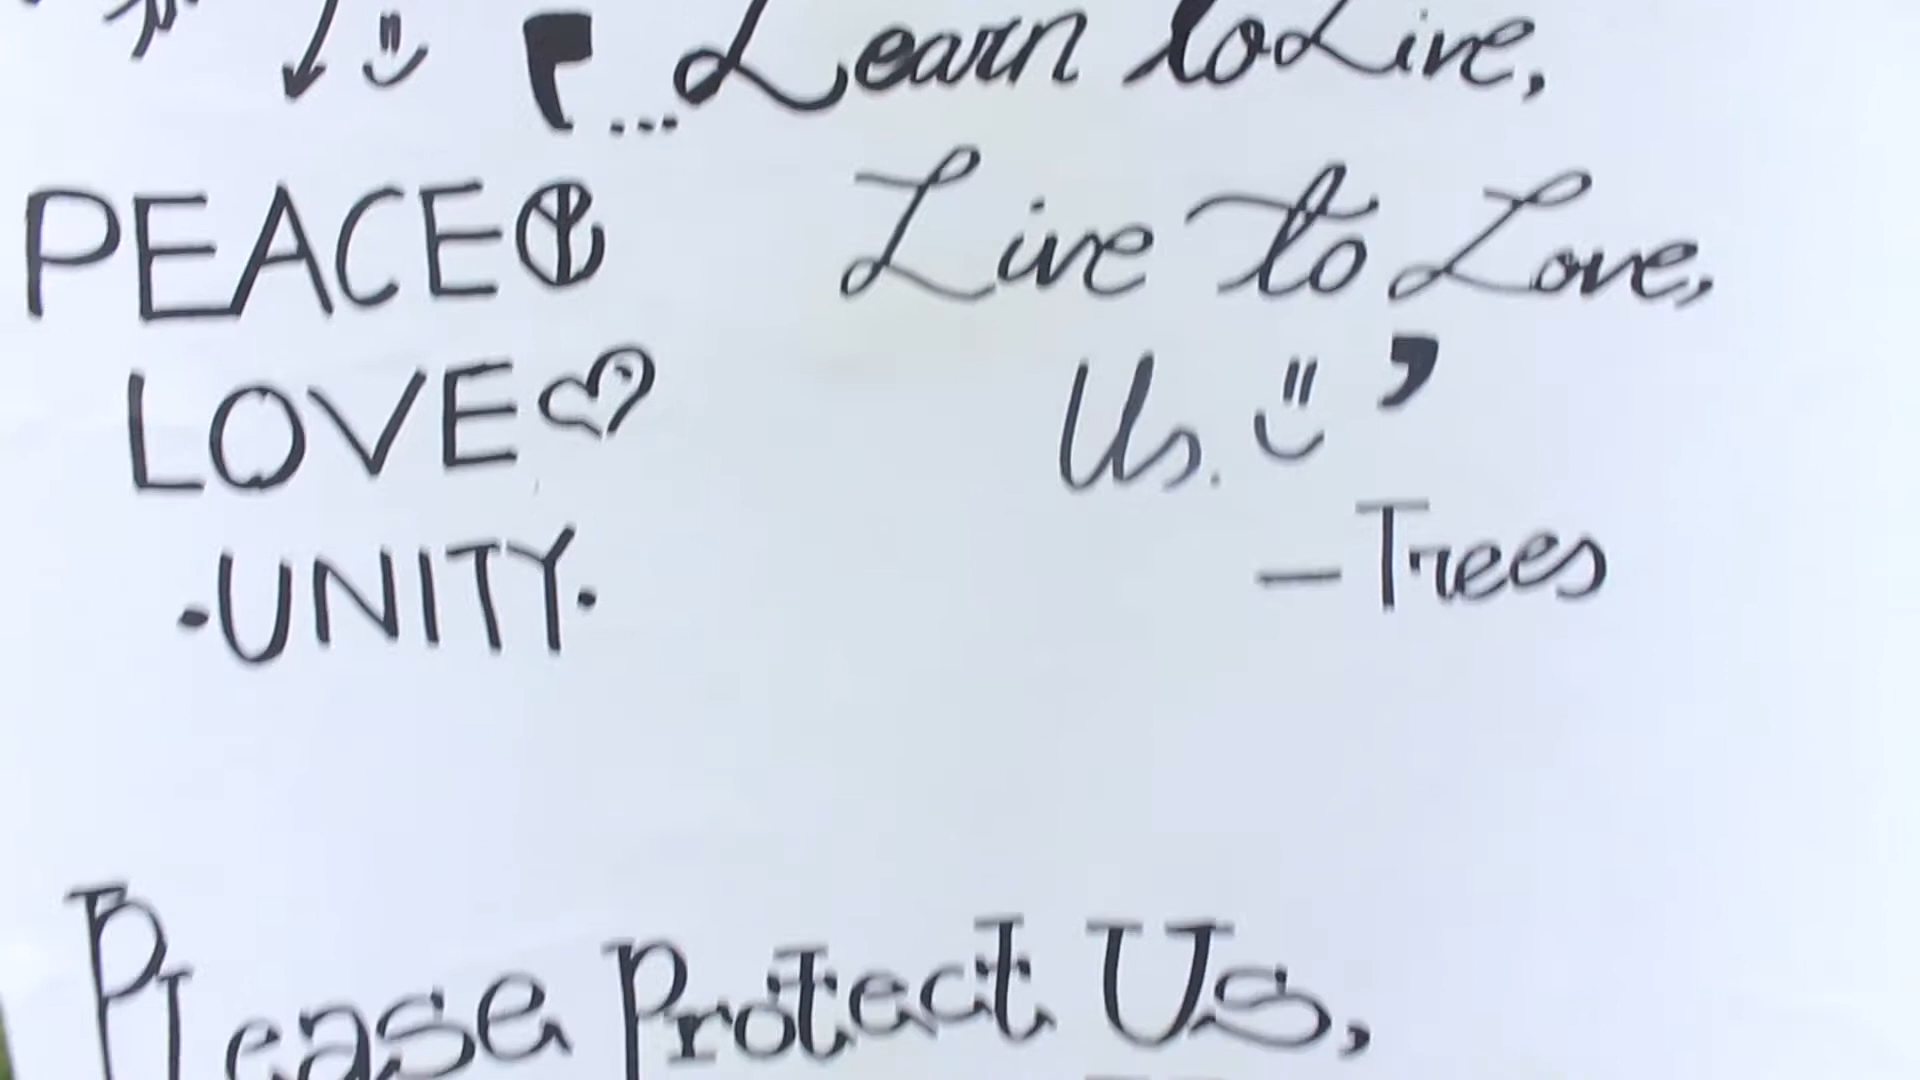 ...Learn to Live,
Live to Love,
Us.
-Trees
PEACE
LOVE
·UNITY·
Please Protect Us,